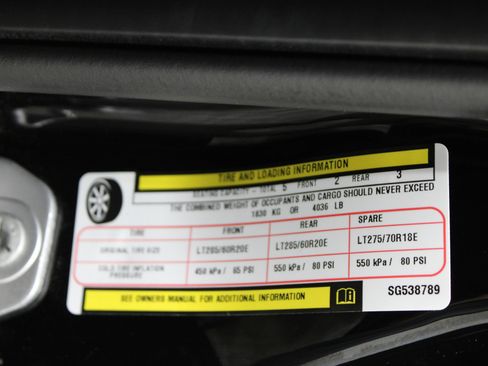 TIRE AND LOADING INFORMATION
SEATING CAPACITY - TOTAL 5 FRONT 2 REAR 3
THE COMBINED WEIGHT OF OCCUPANTS AND CARGO SHOULD NEVER EXCEED
1830 KG OR 4036 LB
TIRE FRONT REAR SPARE
ORIGINAL TIRE SIZE LT285/60R20E LT285/60R20E LT275/70R18E
COLD TIRE INFLATION PRESSURE 450 kPa / 65 PSI 550 kPa / 80 PSI 550 kPa / 80 PSI
SEE OWNERS MANUAL FOR ADDITIONAL INFORMATION
SG538789